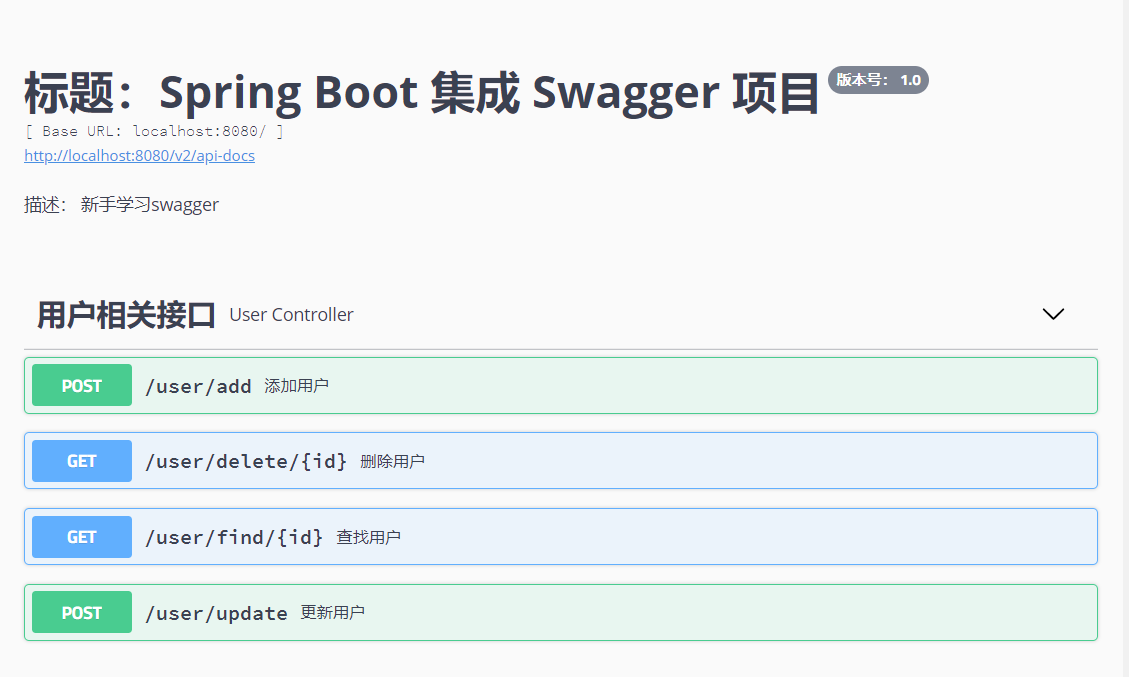 标题：Spring Boot 集成 Swagger 项目 版本号： 1.0
[ Base URL: localhost:8080/ ]
http://localhost:8080/v2/api-docs
描述： 新手学习swagger
用户相关接口 User Controller
POST /user/add 添加用户
GET /user/delete/{id} 删除用户
GET /user/find/{id} 查找用户
POST /user/update 更新用户